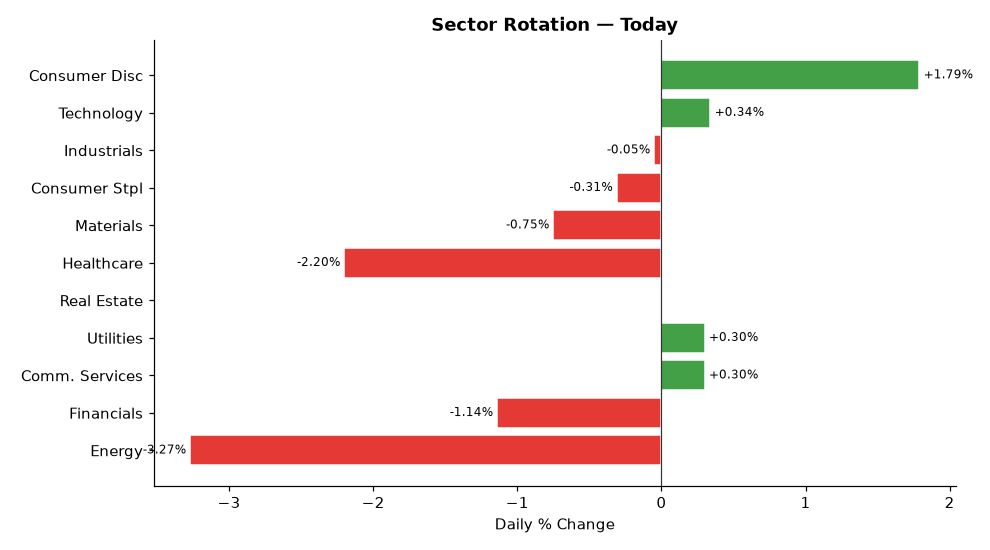 Sector Rotation — Today
Consumer Disc +1.79%
Technology +0.34%
Industrials -0.05%
Consumer Stpl -0.31%
Materials -0.75%
Healthcare -2.20%
Real Estate
Utilities +0.30%
Comm. Services +0.30%
Financials -1.14%
Energy -3.27%
−3 −2 −1 0 1 2
Daily % Change